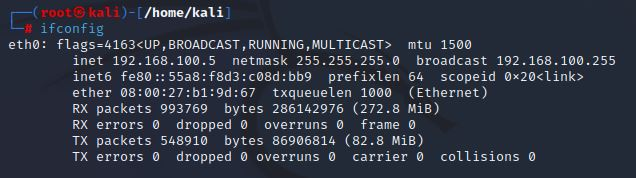 ┌──(root㉿kali)-[/home/kali]
└─# ifconfig
eth0: flags=4163<UP,BROADCAST,RUNNING,MULTICAST>  mtu 1500
        inet 192.168.100.5  netmask 255.255.255.0  broadcast 192.168.100.255
        inet6 fe80::55a8:f8d3:c08d:bb9  prefixlen 64  scopeid 0×20<link>
        ether 08:00:27:b1:9d:67  txqueuelen 1000  (Ethernet)
        RX packets 993769  bytes 286142976 (272.8 MiB)
        RX errors 0  dropped 0  overruns 0  frame 0
        TX packets 548910  bytes 86906814 (82.8 MiB)
        TX errors 0  dropped 0 overruns 0  carrier 0  collisions 0